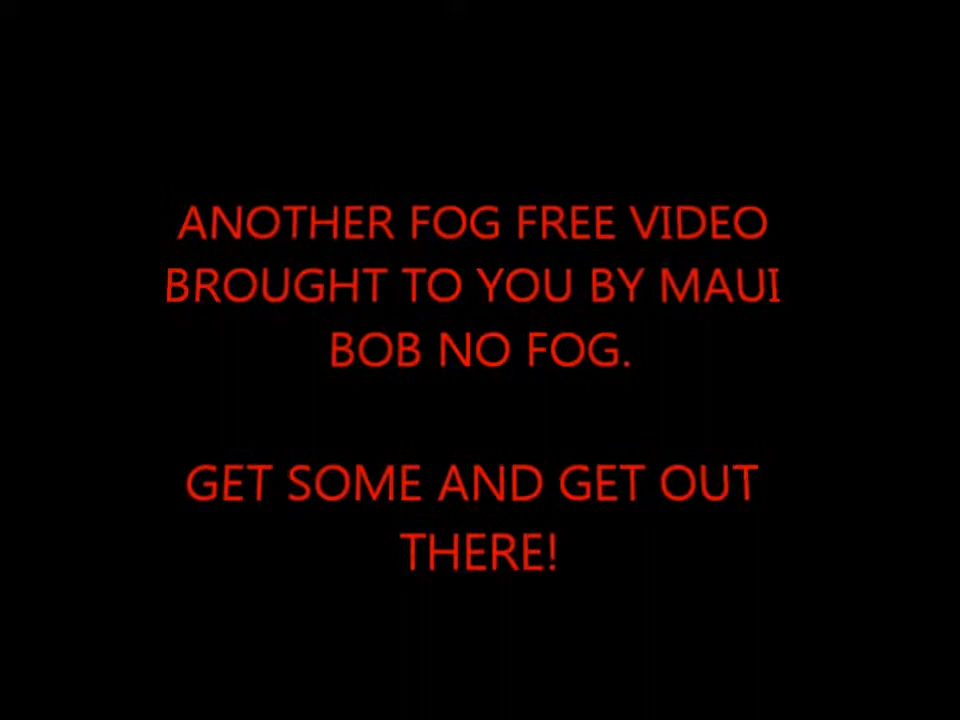 ANOTHER FOG FREE VIDEO
BROUGHT TO YOU BY MAUI
BOB NO FOG.
GET SOME AND GET OUT
THERE!